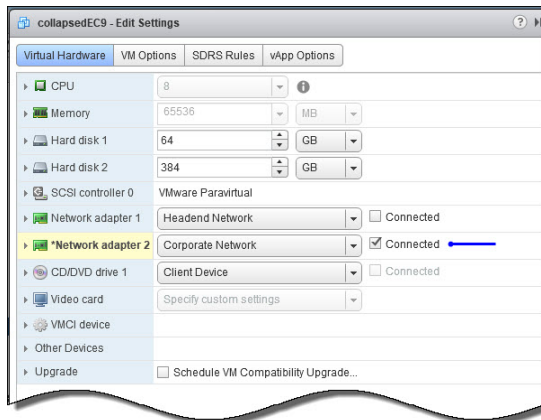 collapsedEC9 - Edit Settings ?
Virtual Hardware VM Options SDRS Rules vApp Options
CPU 8
Memory 65536 MB
Hard disk 1 64 GB
Hard disk 2 384 GB
SCSI controller 0 VMware Paravirtual
Network adapter 1 Headend Network Connected
*Network adapter 2 Corporate Network Connected
CD/DVD drive 1 Client Device Connected
Video card Specify custom settings
VMCI device
Other Devices
Upgrade Schedule VM Compatibility Upgrade...